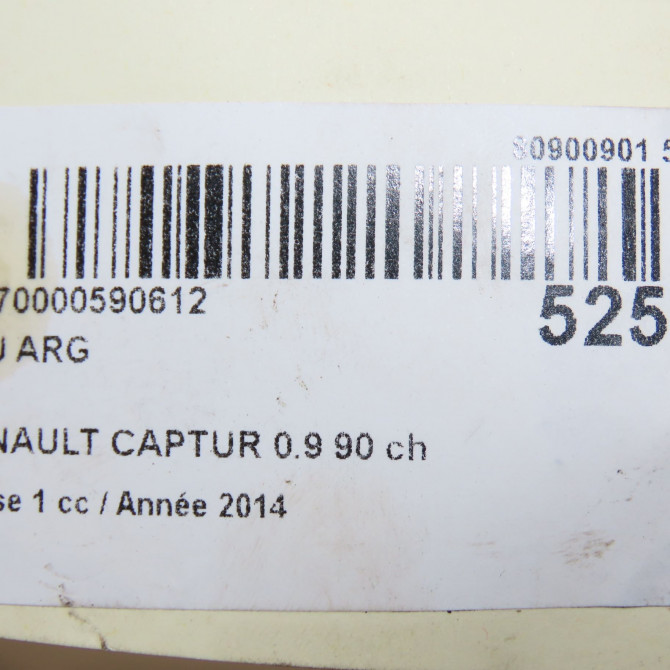 80900901 5
70000590612
525
U ARG
NAULT CAPTUR 0.9 90 ch
se 1 cc / Année 2014